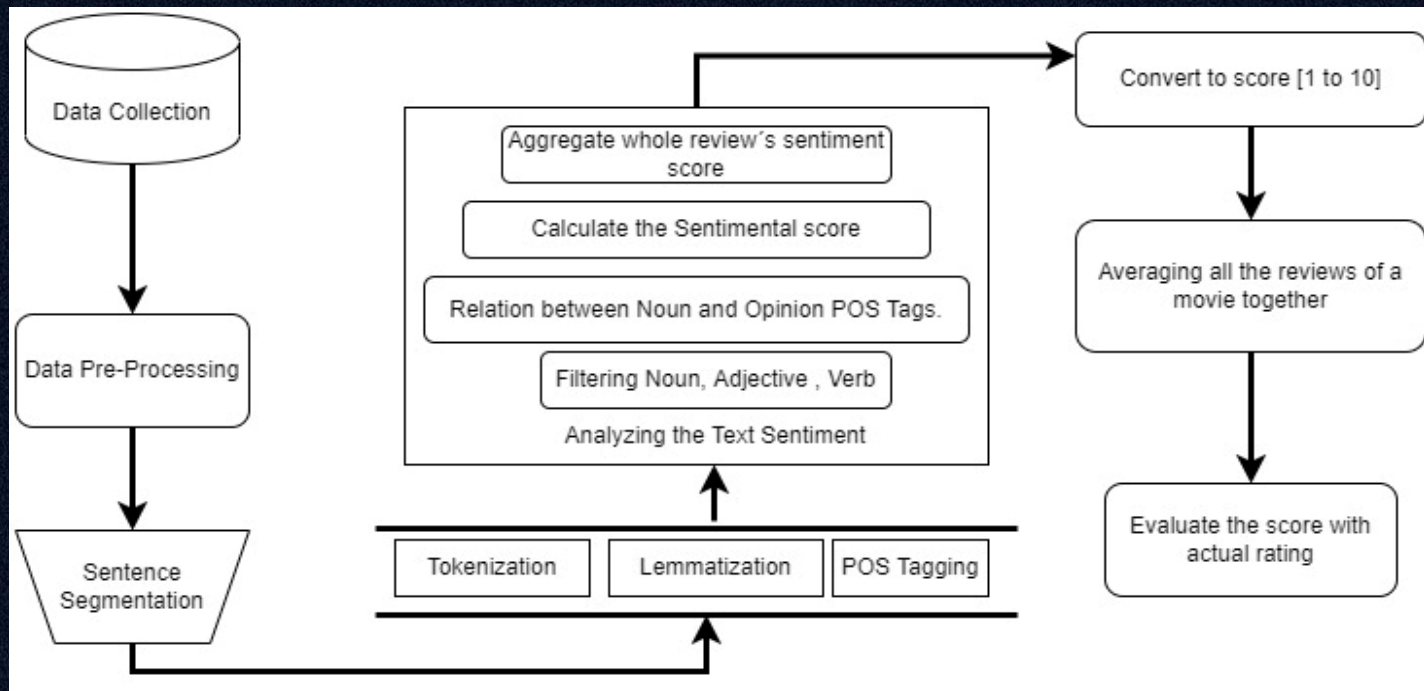 Data Collection
Data Pre-Processing
Sentence
Segmentation
Tokenization
Lemmatization
POS Tagging
Aggregate whole review´s sentiment
score
Calculate the Sentimental score
Relation between Noun and Opinion POS Tags.
Filtering Noun, Adjective , Verb
Analyzing the Text Sentiment
Convert to score [1 to 10]
Averaging all the reviews of a
movie together
Evaluate the score with
actual rating